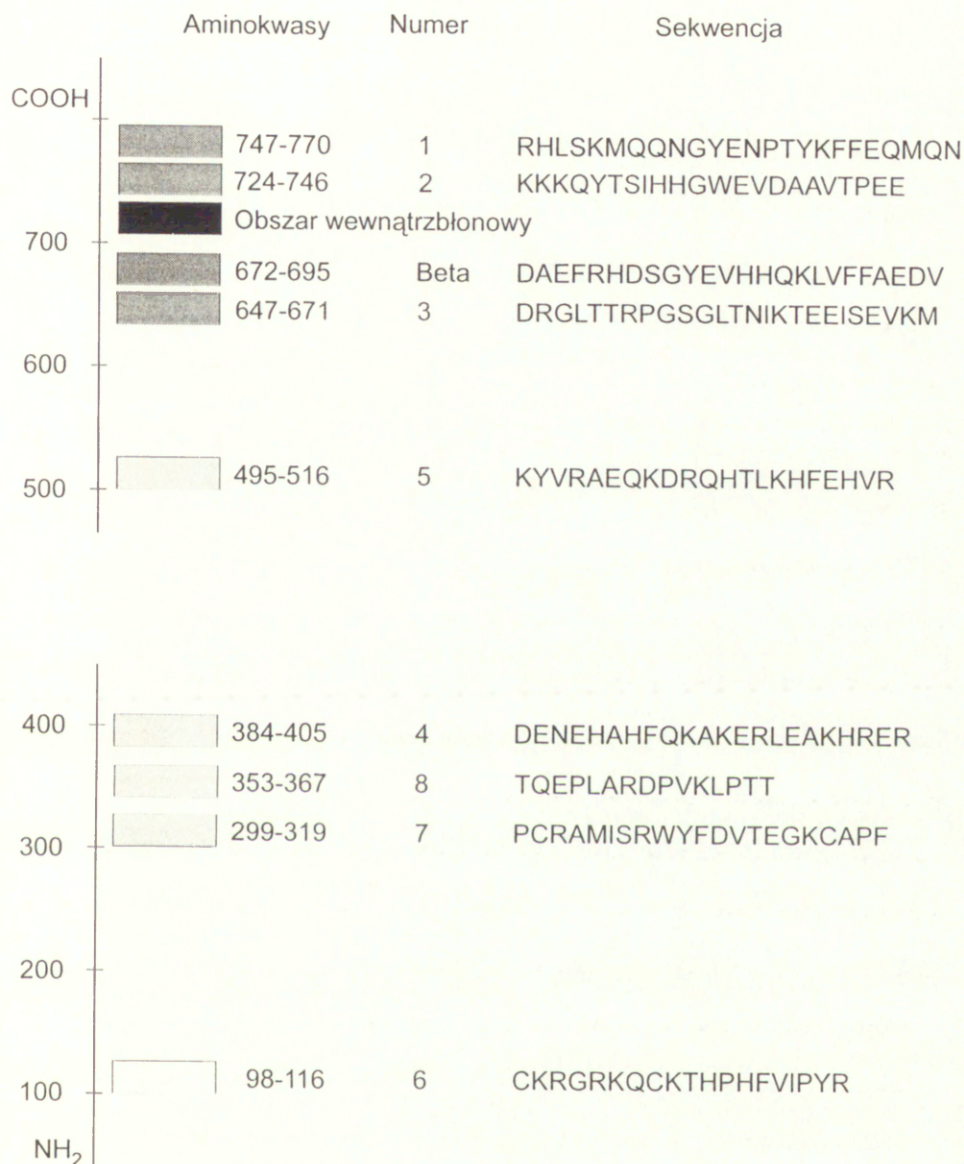 Aminokwasy Numer Sekwencja
COOH
747-770 1 RHLSKMQQNGYENPTYKFFEQMQN
724-746 2 KKKQYTSIHHGWEVDAAVTPEE
Obszar wewnątrzbłonowy
700
672-695 Beta DAEFRHDSGYEVHHQKLVFFAEDV
647-671 3 DRGLTTRPGSGLTNIKTEEISEVKM
600
495-516 5 KYVRAEQKDRQHTLKHFEHVR
500
400 384-405 4 DENEHAHFQKAKERLEAKHRER
353-367 8 TQEPLARDPVKLPTT
300 299-319 7 PCRAMISRWYFDVTEGKCAPF
200
100 98-116 6 CKRGRKQCKTHPHFVIPYR
NH2